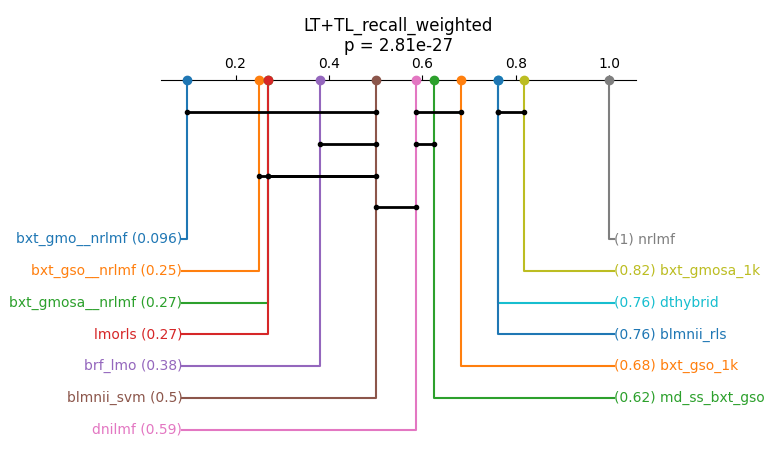 LT+TL_recall_weighted
p = 2.81e-27
0.2 0.4 0.6 0.8 1.0
bxt_gmo__nrlmf (0.096) (1) nrlmf
bxt_gso__nrlmf (0.25) (0.82) bxt_gmosa_1k
bxt_gmosa__nrlmf (0.27) (0.76) dthybrid
lmorls (0.27) (0.76) blmnii_rls
brf_lmo (0.38) (0.68) bxt_gso_1k
blmnii_svm (0.5) (0.62) md_ss_bxt_gso
dnilmf (0.59)